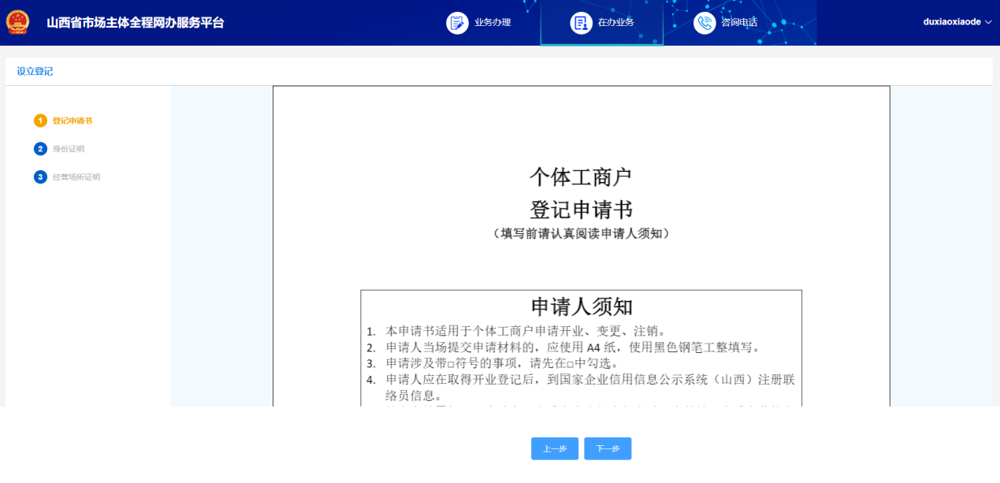 山西省市场主体全程网办服务平台
业务办理
在办业务
咨询电话
duxiaoxiaode
设立登记
1 登记申请书
2 身份证明
3 经营场所证明
个体工商户
登记申请书
（填写前请认真阅读申请人须知）
申请人须知
1. 本申请书适用于个体工商户申请开业、变更、注销。
2. 申请人当场提交申请材料的，应使用 A4 纸，使用黑色钢笔工整填写。
3. 申请涉及带□符号的事项，请先在□中勾选。
4. 申请人应在取得开业登记后，到国家企业信用信息公示系统（山西）注册联
络员信息。
上一步
下一步